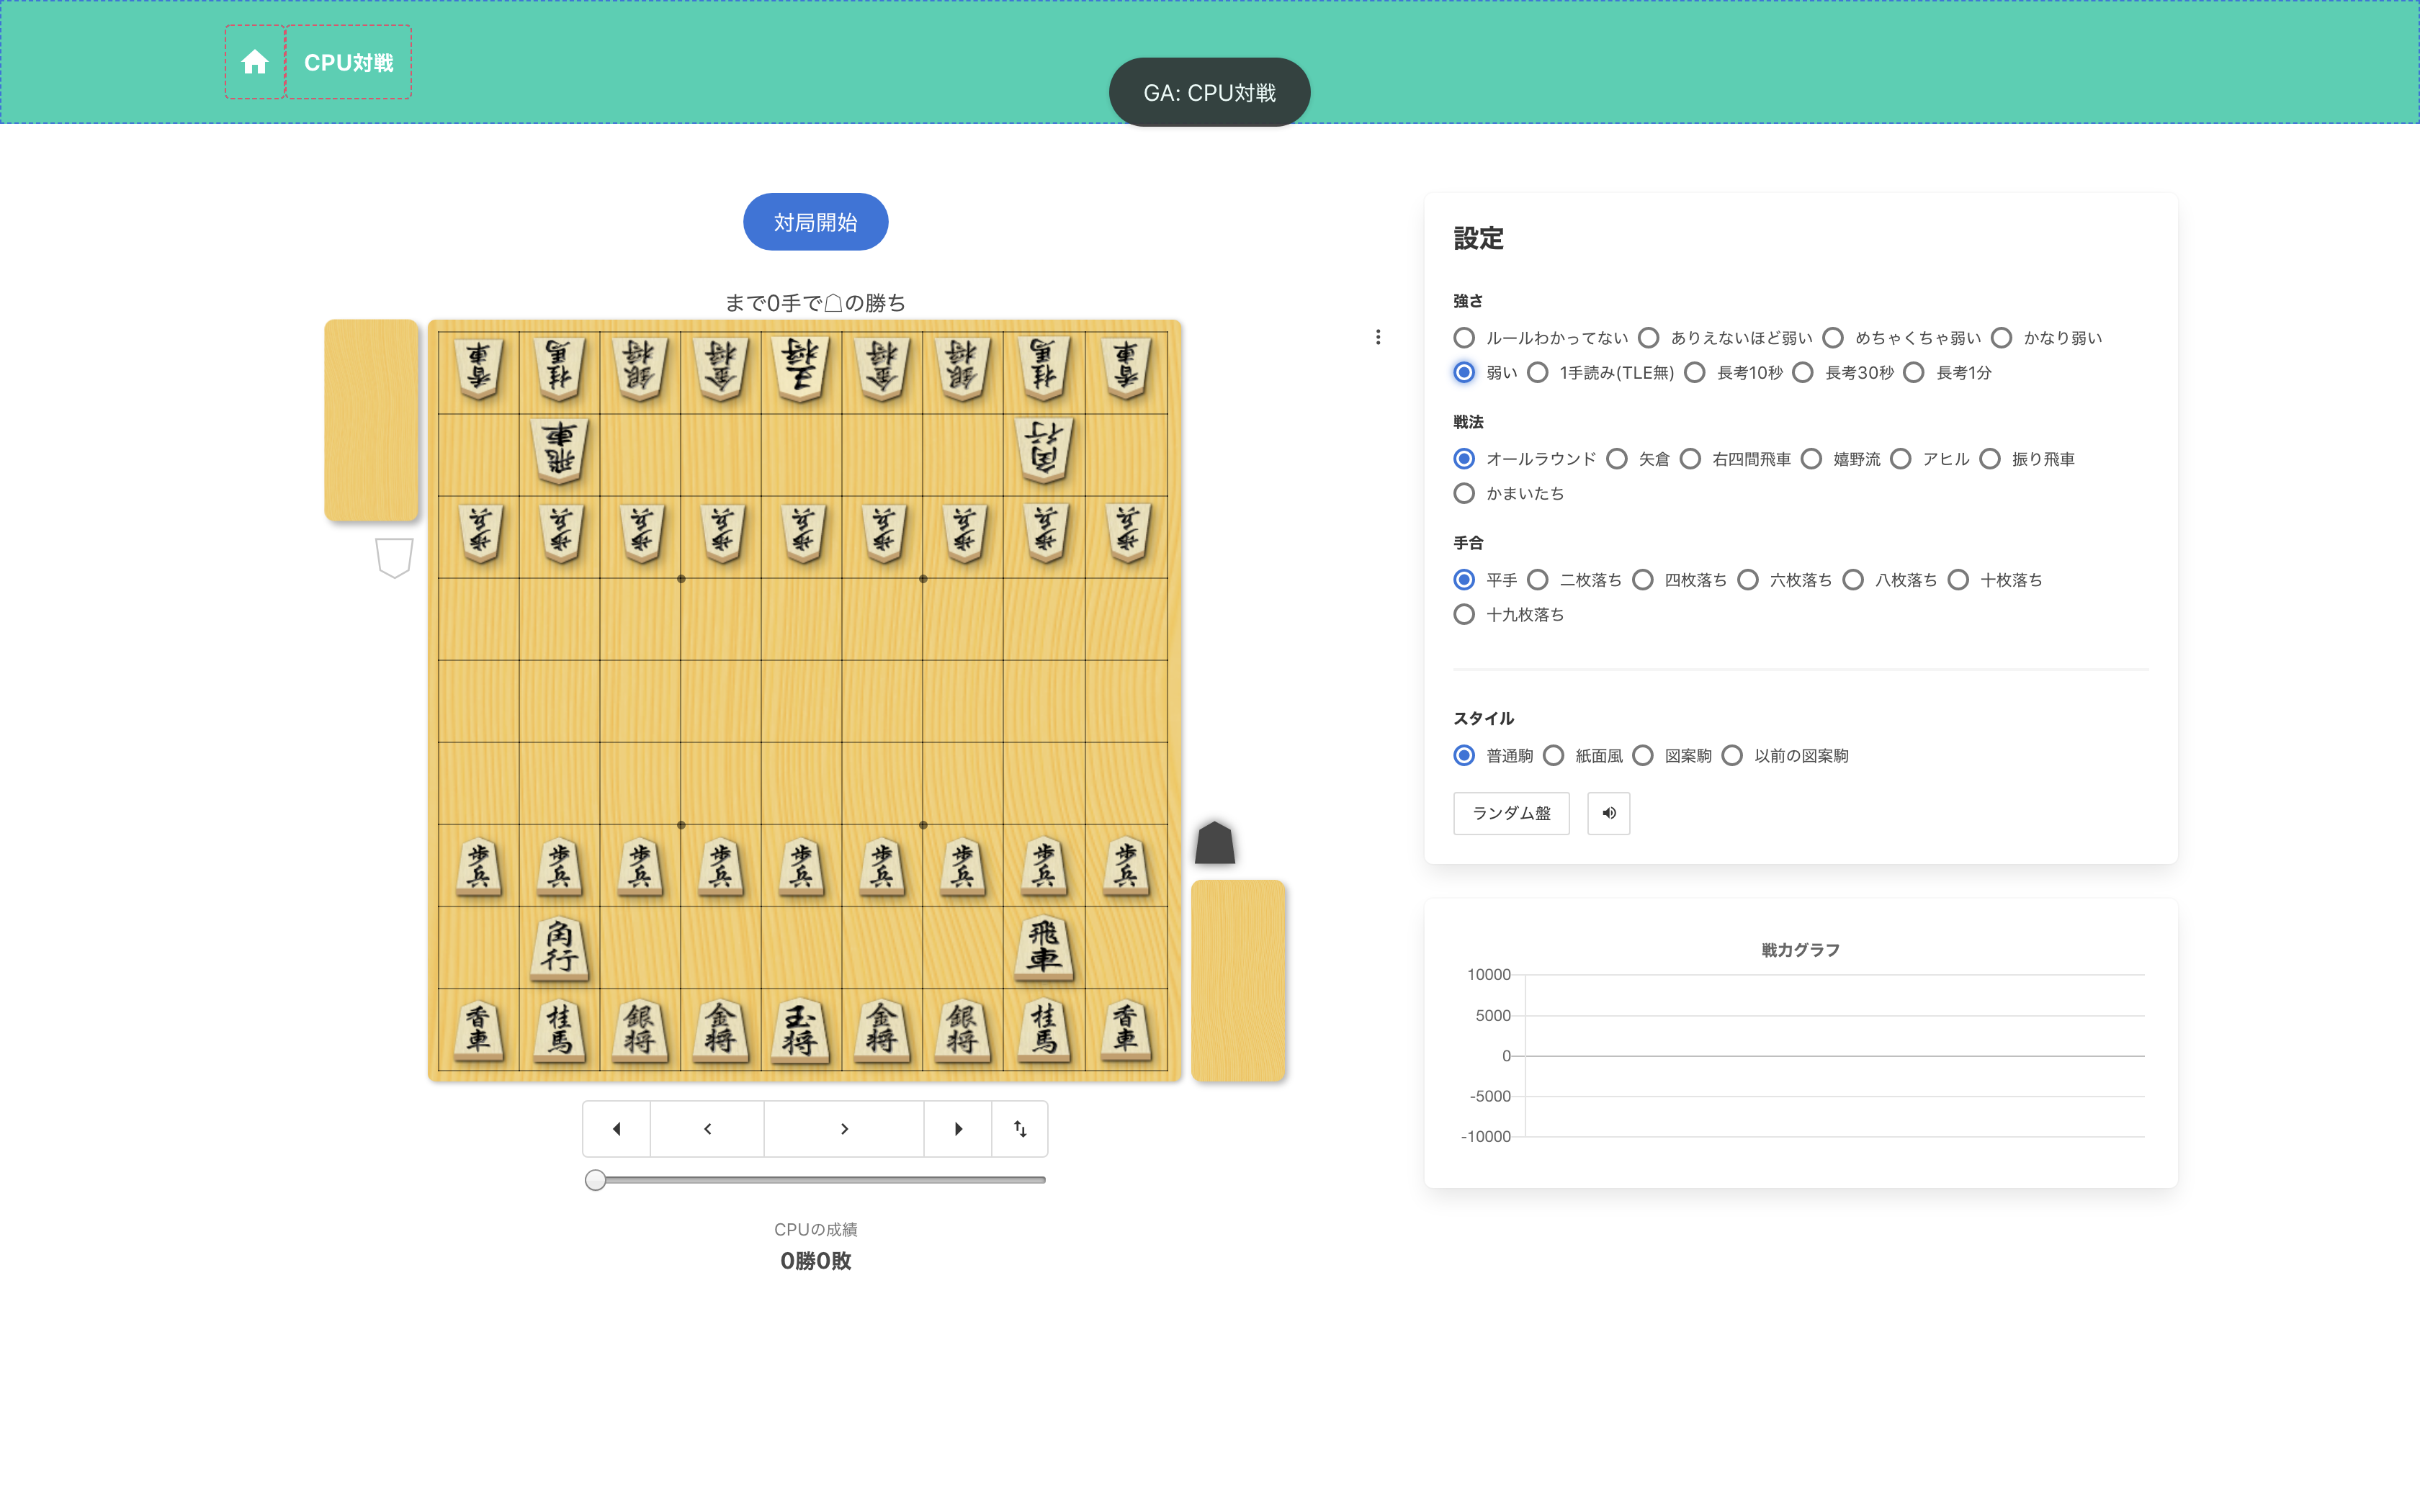 CPU対戦
GA: CPU対戦
対局開始
まで0手で☖の勝ち
香車 桂馬 銀将 金将 王将 金将 銀将 桂馬 香車
飛車 角行
歩兵 歩兵 歩兵 歩兵 歩兵 歩兵 歩兵 歩兵 歩兵
歩兵 歩兵 歩兵 歩兵 歩兵 歩兵 歩兵 歩兵 歩兵
角行 飛車
香車 桂馬 銀将 金将 玉将 金将 銀将 桂馬 香車
CPUの成績
0勝0敗
設定
強さ
ルールわかってない ありえないほど弱い めちゃくちゃ弱い かなり弱い
弱い 1手読み(TLE無) 長考10秒 長考30秒 長考1分
戦法
オールラウンド 矢倉 右四間飛車 嬉野流 アヒル 振り飛車
かまいたち
手合
平手 二枚落ち 四枚落ち 六枚落ち 八枚落ち 十枚落ち
十九枚落ち
スタイル
普通駒 紙面風 図案駒 以前の図案駒
ランダム盤
戦力グラフ
10000
5000
0
-5000
-10000